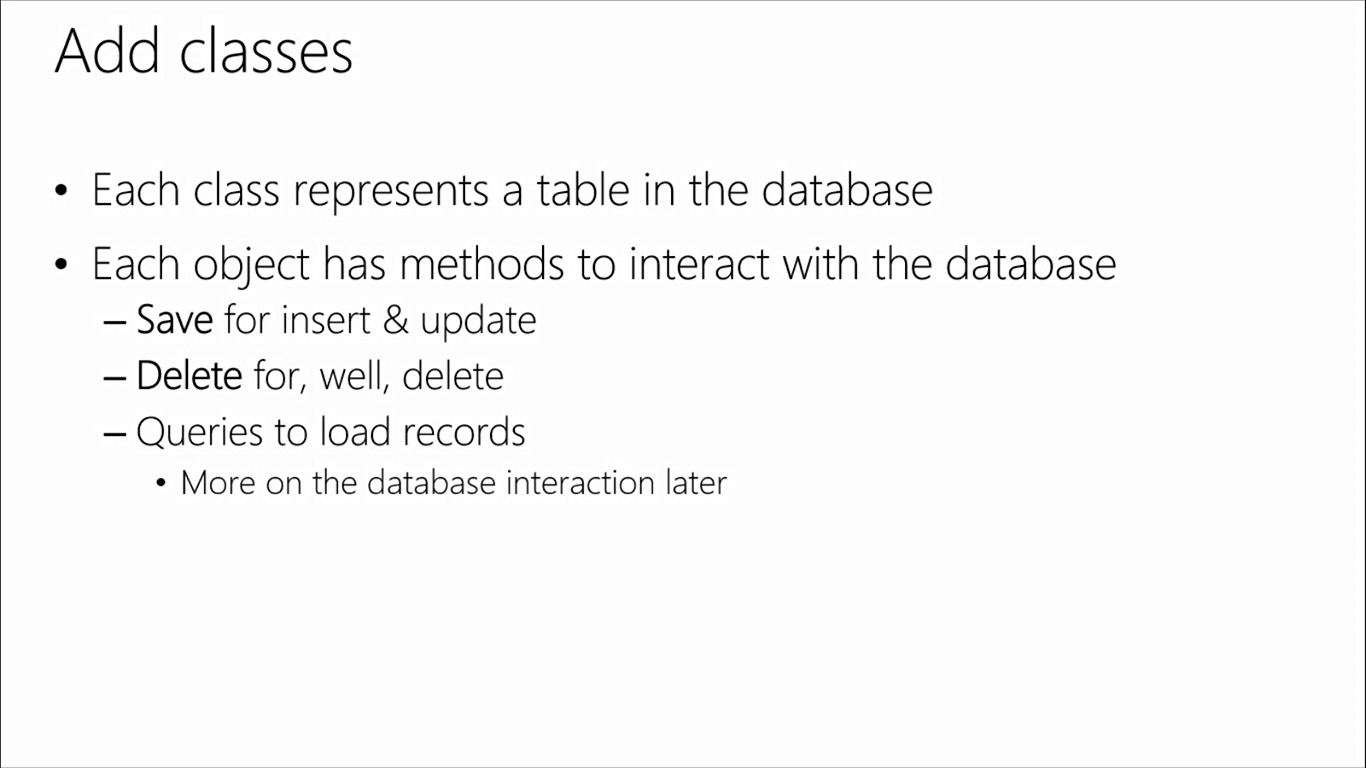 Add classes
• Each class represents a table in the database
• Each object has methods to interact with the database
– Save for insert & update
– Delete for, well, delete
– Queries to load records
• More on the database interaction later